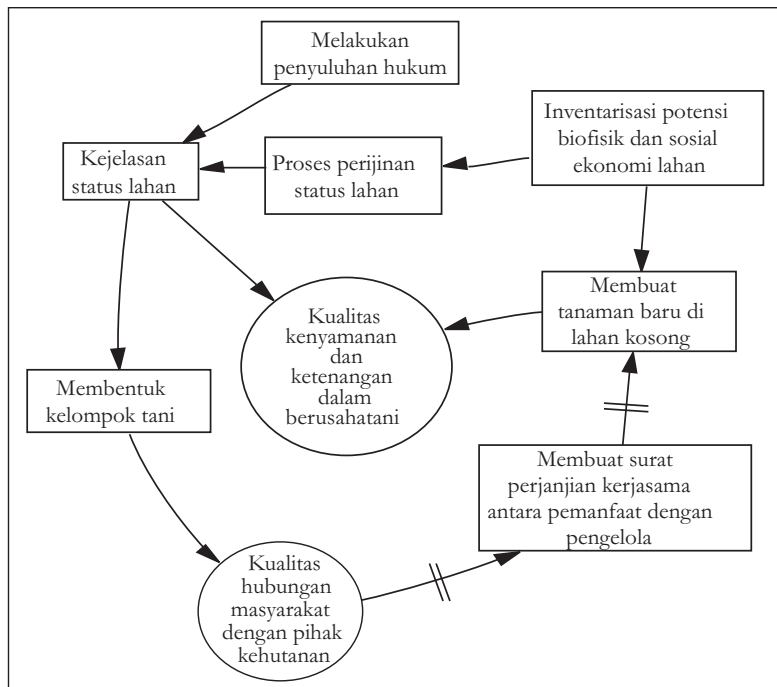 Melakukan
penyuluhan hukum
Inventarisasi potensi
biofisik dan sosial
ekonomi lahan
Kejelasan
status lahan
Proses perijinan
status lahan
Membuat
tanaman baru di
lahan kosong
Kualitas
kenyamanan
dan
ketenangan
dalam
berusahatani
Membentuk
kelompok tani
Membuat surat
perjanjian kerjasama
antara pemanfaat dengan
pengelola
Kualitas
hubungan
masyarakat
dengan pihak
kehutanan